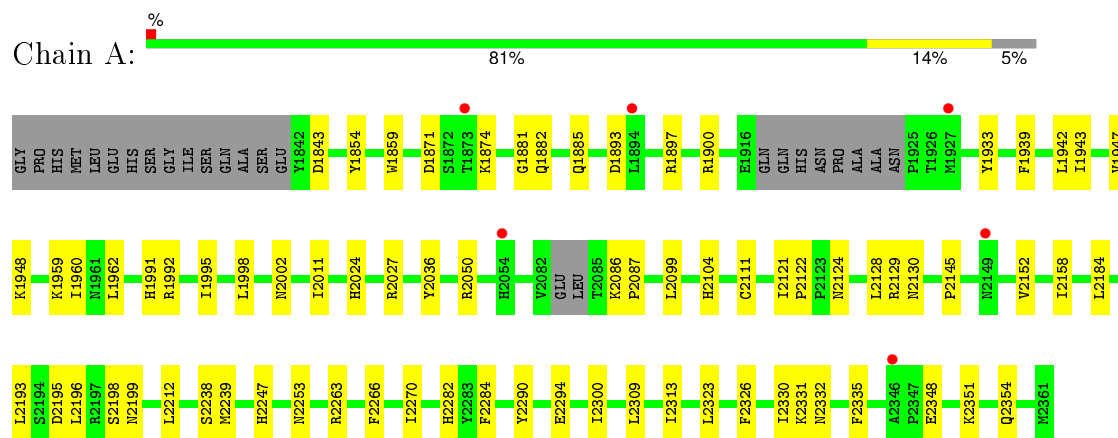 %
Chain A:
81% 14% 5%
GLY PRO HIS MET LEU GLU HIS SER GLY ILE SER GLN ALA SER GLU Y1842 D1843 Y1854 W1859 D1871 S1872 T1873 K1874 G1881 Q1882 Q1885 D1893 L1894 R1897 R1900 E1916 GLN GLN HIS ASN PRO ALA ALA ASN P1925 T1926 M1927 Y1933 F1939 L1942 I1943 V1947
K1948 K1959 I1960 N1961 L1962 H1991 R1992 I1995 L1998 N2002 I2011 H2024 R2027 Y2036 R2050 H2054 V2082 GLU LEU T2085 K2086 P2087 L2099 H2104 C2111 I2121 P2122 P2123 N2124 L2128 R2129 N2130 P2145 N2149 V2152 I2158 L2184
L2193 S2194 D2195 L2196 R2197 S2198 N2199 L2212 S2238 M2239 H2247 N2253 R2263 F2266 I2270 H2282 Y2283 F2284 Y2290 E2294 I2300 L2309 I2313 L2323 F2326 I2330 K2331 N2332 F2335 A2346 P2347 E2348 K2351 Q2354 M2361